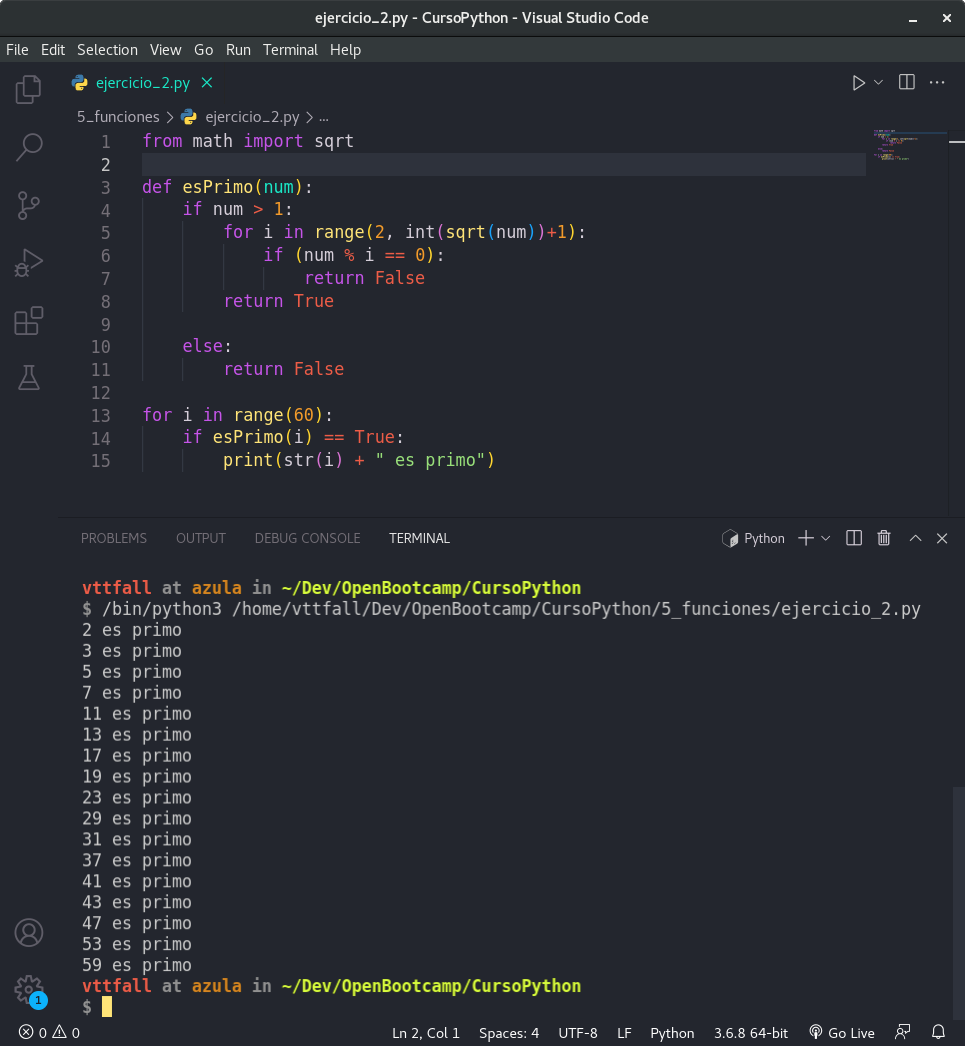 ejercicio_2.py - CursoPython - Visual Studio Code
File Edit Selection View Go Run Terminal Help
ejercicio_2.py
5_funciones > ejercicio_2.py > ...
1 from math import sqrt
2
3 def esPrimo(num):
4     if num > 1:
5         for i in range(2, int(sqrt(num))+1):
6             if (num % i == 0):
7                 return False
8         return True
9
10     else:
11         return False
12
13 for i in range(60):
14     if esPrimo(i) == True:
15         print(str(i) + " es primo")
PROBLEMS OUTPUT DEBUG CONSOLE TERMINAL Python
vttfall at azula in ~/Dev/OpenBootcamp/CursoPython
$ /bin/python3 /home/vttfall/Dev/OpenBootcamp/CursoPython/5_funciones/ejercicio_2.py
2 es primo
3 es primo
5 es primo
7 es primo
11 es primo
13 es primo
17 es primo
19 es primo
23 es primo
29 es primo
31 es primo
37 es primo
41 es primo
43 es primo
47 es primo
53 es primo
59 es primo
vttfall at azula in ~/Dev/OpenBootcamp/CursoPython
$
1
0 0 Ln 2, Col 1 Spaces: 4 UTF-8 LF Python 3.6.8 64-bit Go Live